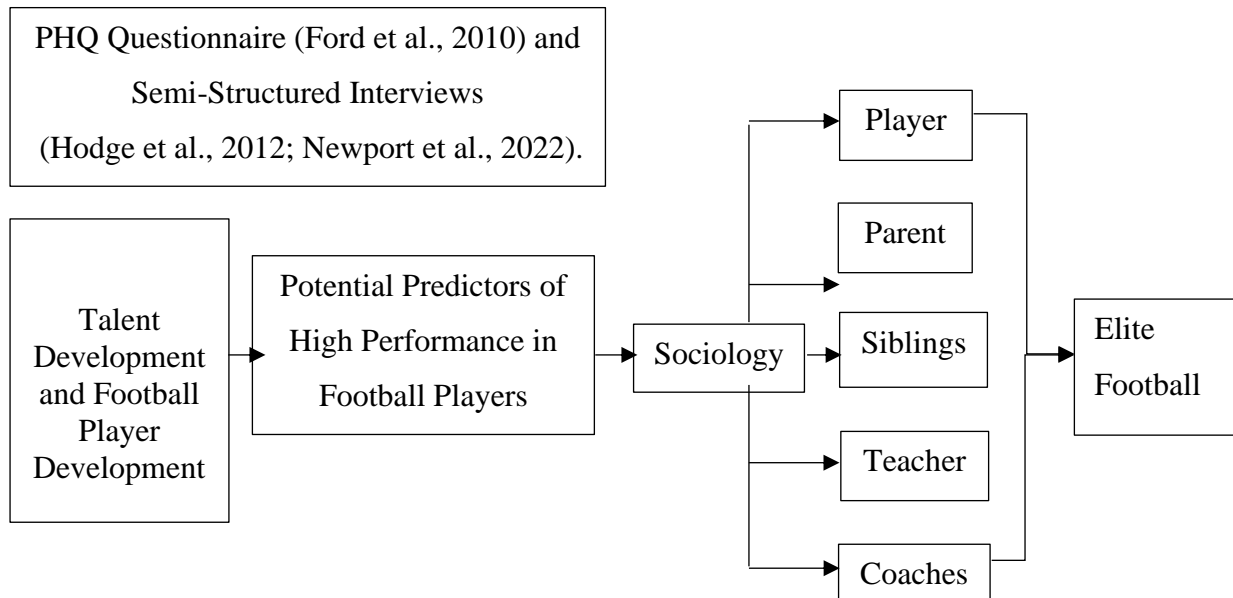 PHQ Questionnaire (Ford et al., 2010) and
Semi-Structured Interviews
(Hodge et al., 2012; Newport et al., 2022).
Talent
Development
and Football
Player
Development
Potential Predictors of
High Performance in
Football Players
Sociology
Player
Parent
Siblings
Teacher
Coaches
Elite
Football